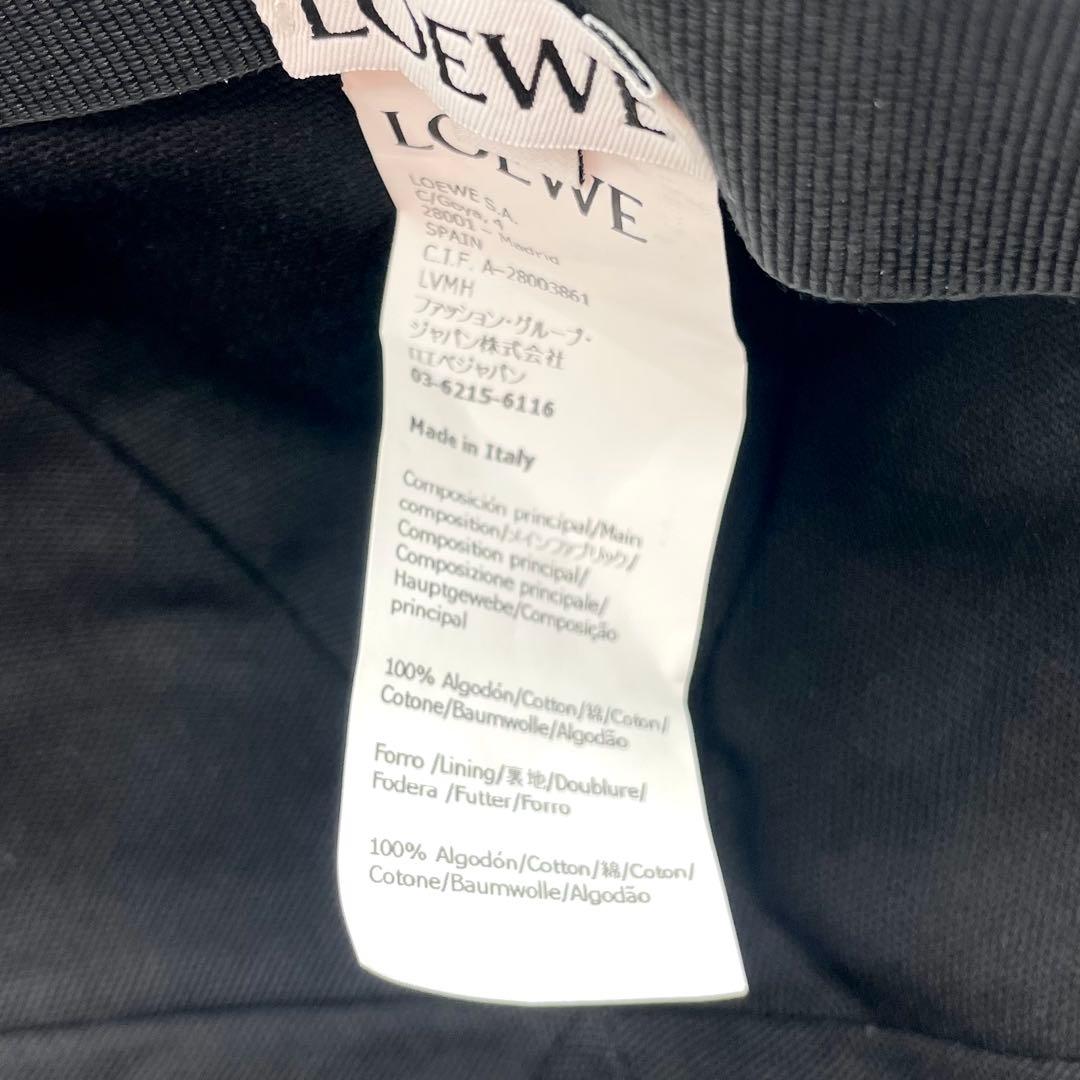 LOEWE
LOEWE
LOEWE S.A.
C/Goya, 4
28001 - Madrid
SPAIN
C.I.F. A-28003861
LVMH
ファッション・グループ・
ジャパン株式会社
ロエベジャパン
03-6215-6116
Made in Italy
Composición principal/Main
composition/メインファブリック/
Composition principal/
Composizione principale/
Hauptgewebe/Composição
principal
100% Algodón/Cotton/綿/Coton/
Cotone/Baumwolle/Algodão
Forro /Lining/裏地/Doublure/
Fodera /Futter/Forro
100% Algodón/Cotton/綿/Coton/
Cotone/Baumwolle/Algodão